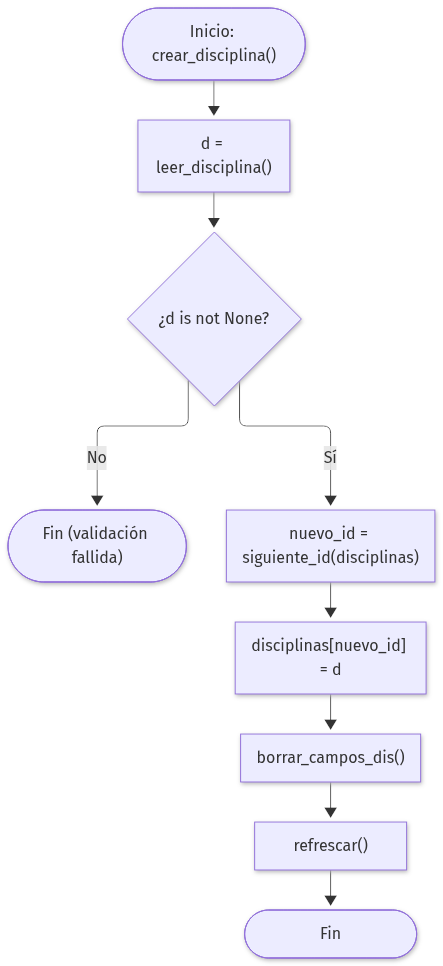 Inicio:
crear_disciplina()
d =
leer_disciplina()
¿d is not None?
No
Sí
Fin (validación
fallida)
nuevo_id =
siguiente_id(disciplinas)
disciplinas[nuevo_id]
= d
borrar_campos_dis()
refrescar()
Fin